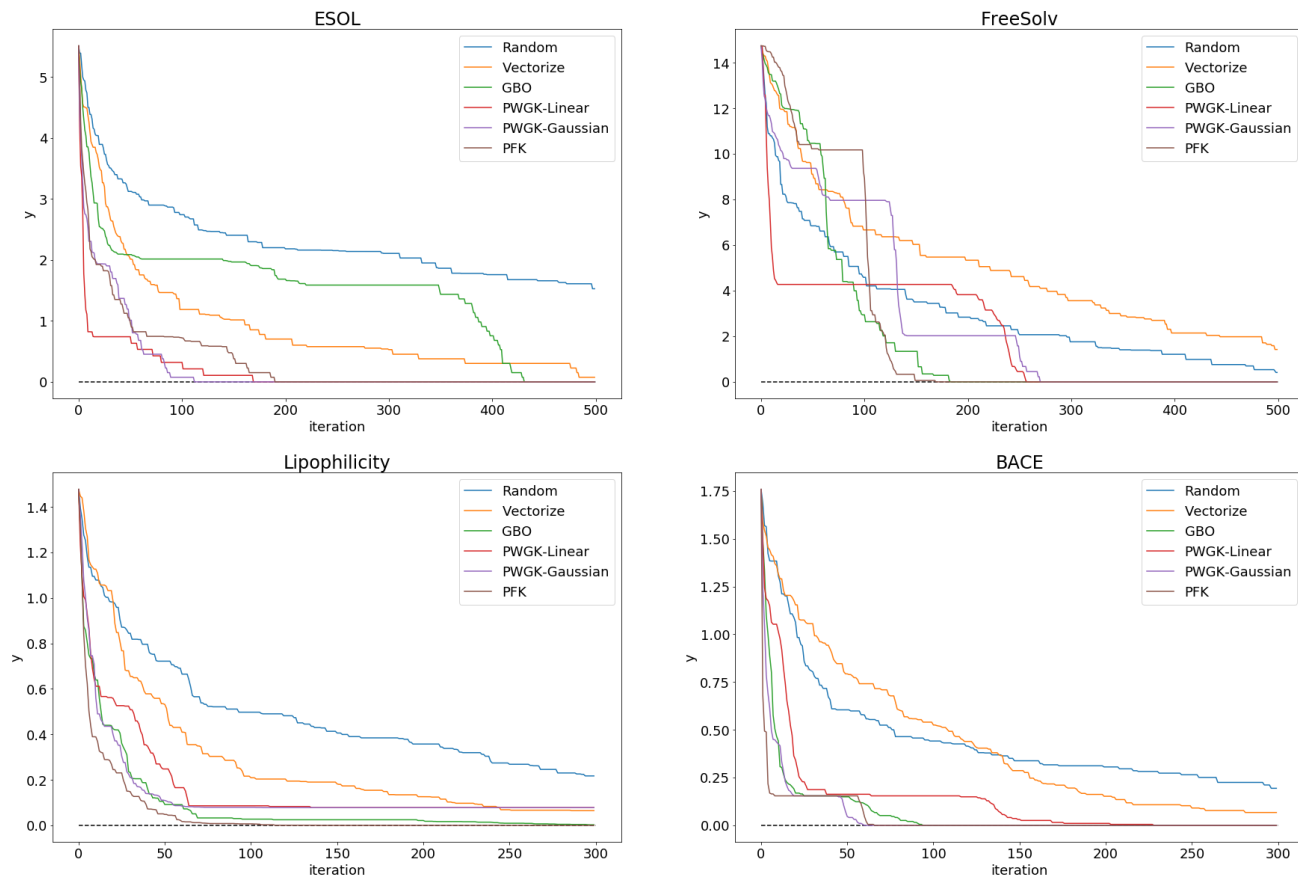 ESOL
5
4
3
2
1
0
y
0 100 200 300 400 500
iteration
Random
Vectorize
GBO
PWGK-Linear
PWGK-Gaussian
PFK
FreeSolv
14
12
10
8
6
4
2
0
y
0 100 200 300 400 500
iteration
Random
Vectorize
GBO
PWGK-Linear
PWGK-Gaussian
PFK
Lipophilicity
1.4
1.2
1.0
0.8
0.6
0.4
0.2
0.0
y
0 50 100 150 200 250 300
iteration
Random
Vectorize
GBO
PWGK-Linear
PWGK-Gaussian
PFK
BACE
1.75
1.50
1.25
1.00
0.75
0.50
0.25
0.00
y
0 50 100 150 200 250 300
iteration
Random
Vectorize
GBO
PWGK-Linear
PWGK-Gaussian
PFK